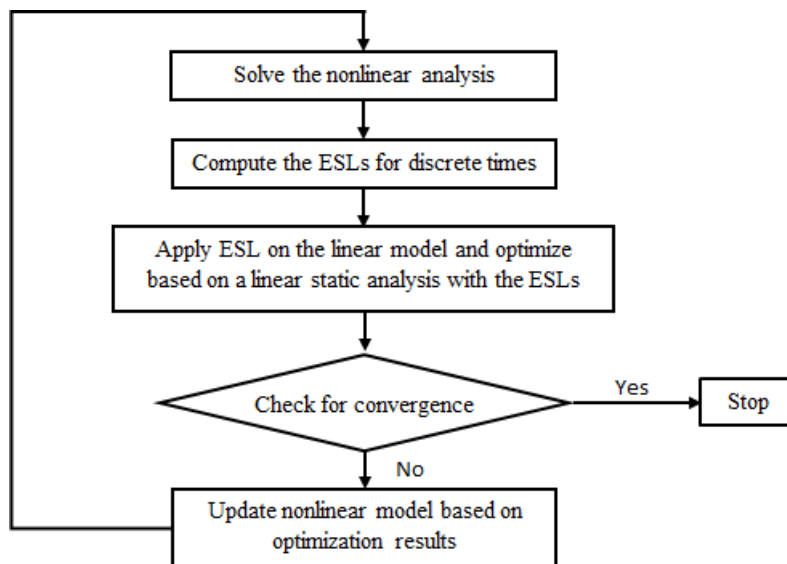 Solve the nonlinear analysis
Compute the ESLs for discrete times
Apply ESL on the linear model and optimize
based on a linear static analysis with the ESLs
Check for convergence
Yes
Stop
No
Update nonlinear model based on
optimization results